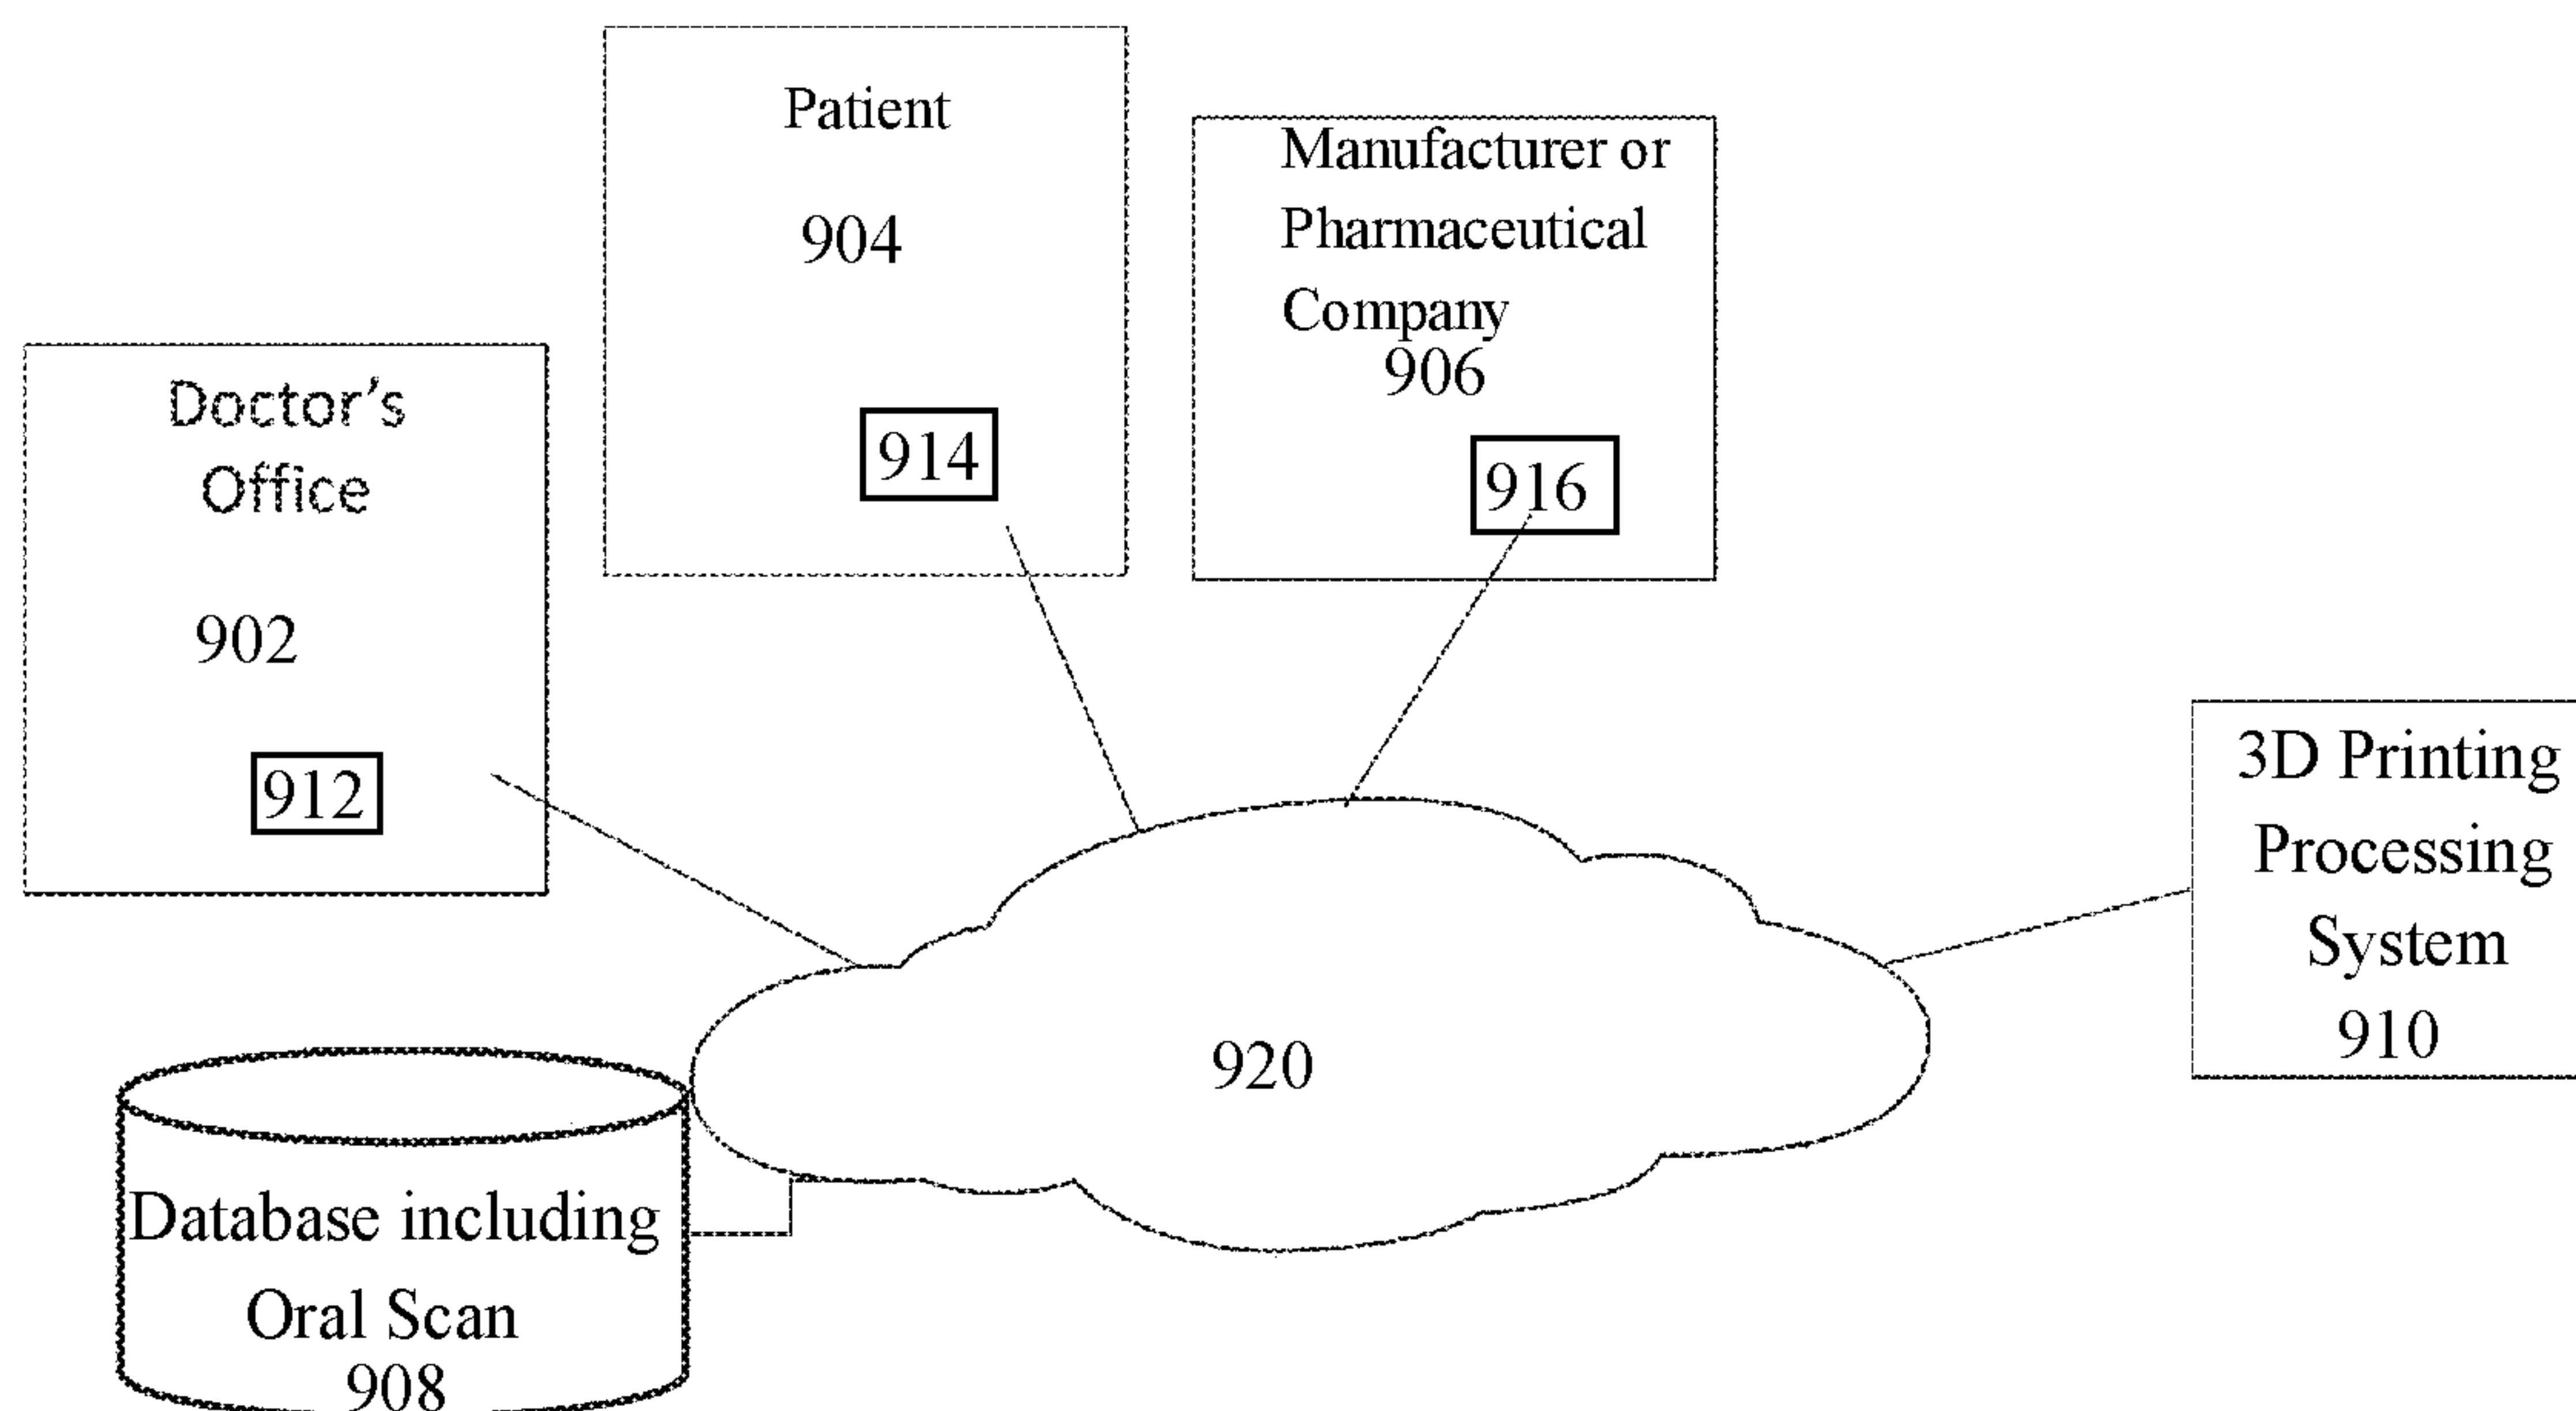 Patient
904
914
Manufacturer or
Pharmaceutical
Company
906
916
Doctor’s
Office
902
912
3D Printing
Processing
System
910
920
Database including
Oral Scan
908